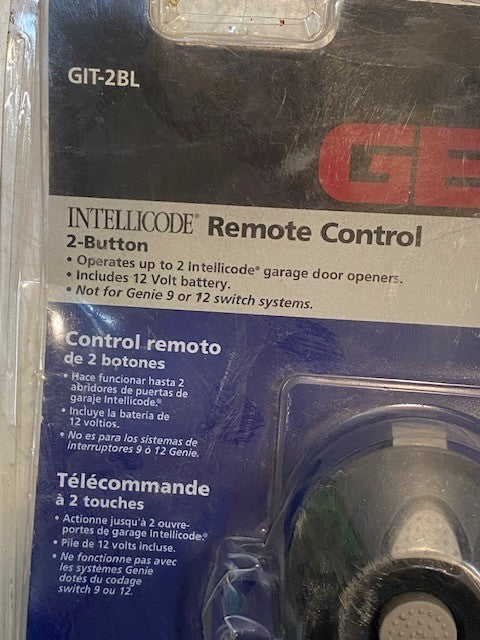 GIT-2BL
GE
INTELLICODE® Remote Control
2-Button
• Operates up to 2 Intellicode® garage door openers.
• Includes 12 Volt battery.
• Not for Genie 9 or 12 switch systems.
Control remoto
de 2 botones
• Hace funcionar hasta 2
abridores de puertas de
garaje Intellicode®.
• Incluye la batería de
12 voltios.
• No es para los sistemas de
interruptores 9 ó 12 Genie.
Télécommande
à 2 touches
• Actionne jusqu'à 2 ouvre-
portes de garage Intellicode®
• Pile de 12 volts incluse.
• Ne fonctionne pas avec
les systèmes Genie
dotés du codage
switch 9 ou 12.